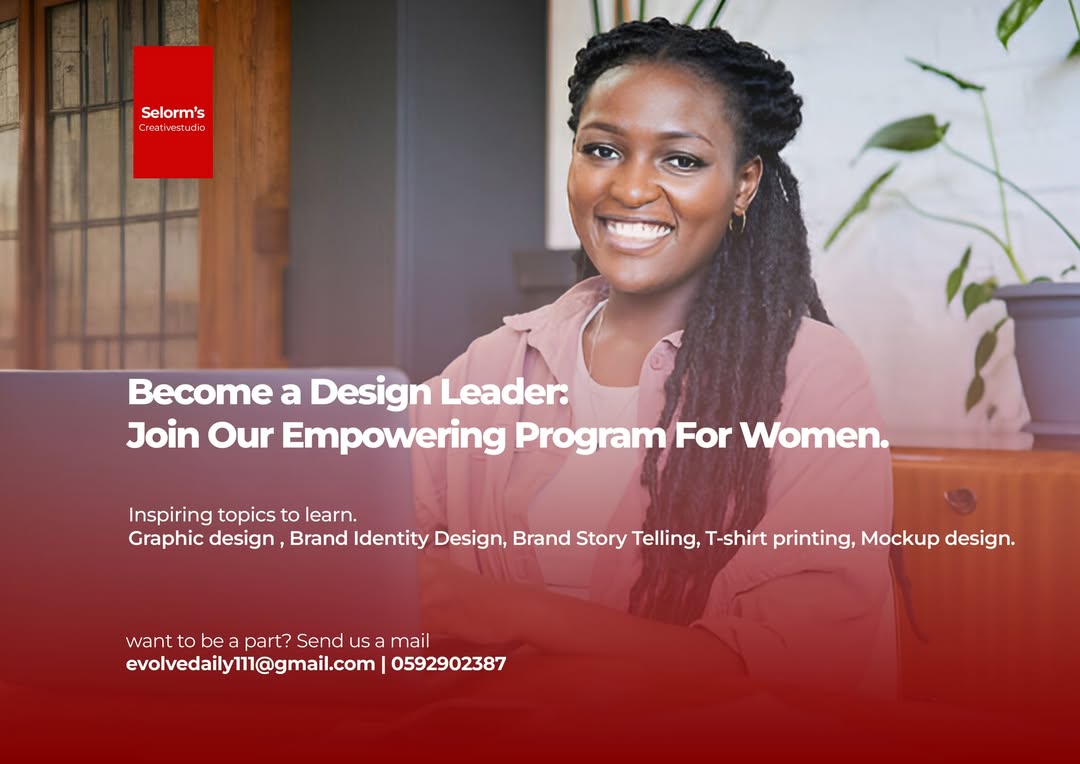 Selorm's
Creativestudio
Become a Design Leader:
Join Our Empowering Program For Women.
Inspiring topics to learn.
Graphic design , Brand Identity Design, Brand Story Telling, T-shirt printing, Mockup design.
want to be a part? Send us a mail
evolvedaily111@gmail.com | 0592902387